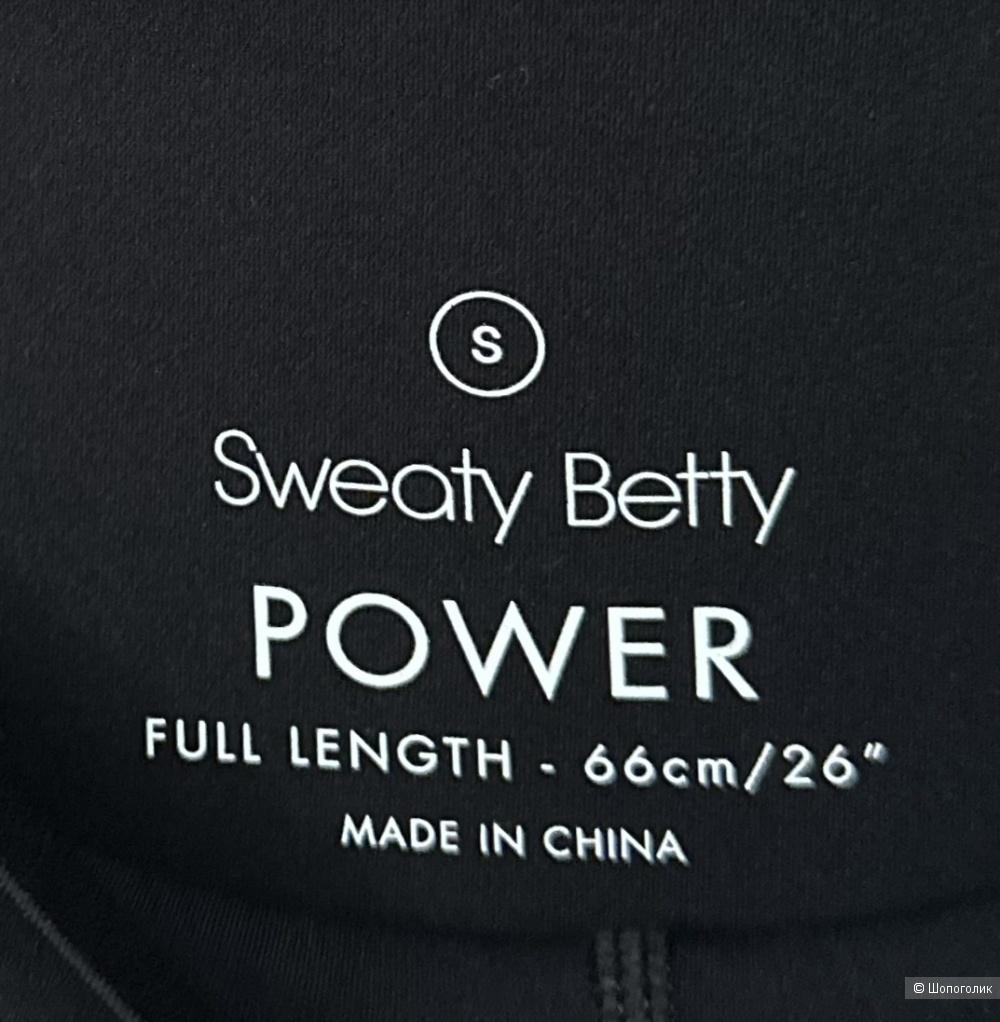 S
Sweaty Betty
POWER
FULL LENGTH - 66cm/26"
MADE IN CHINA
© Шопоголик